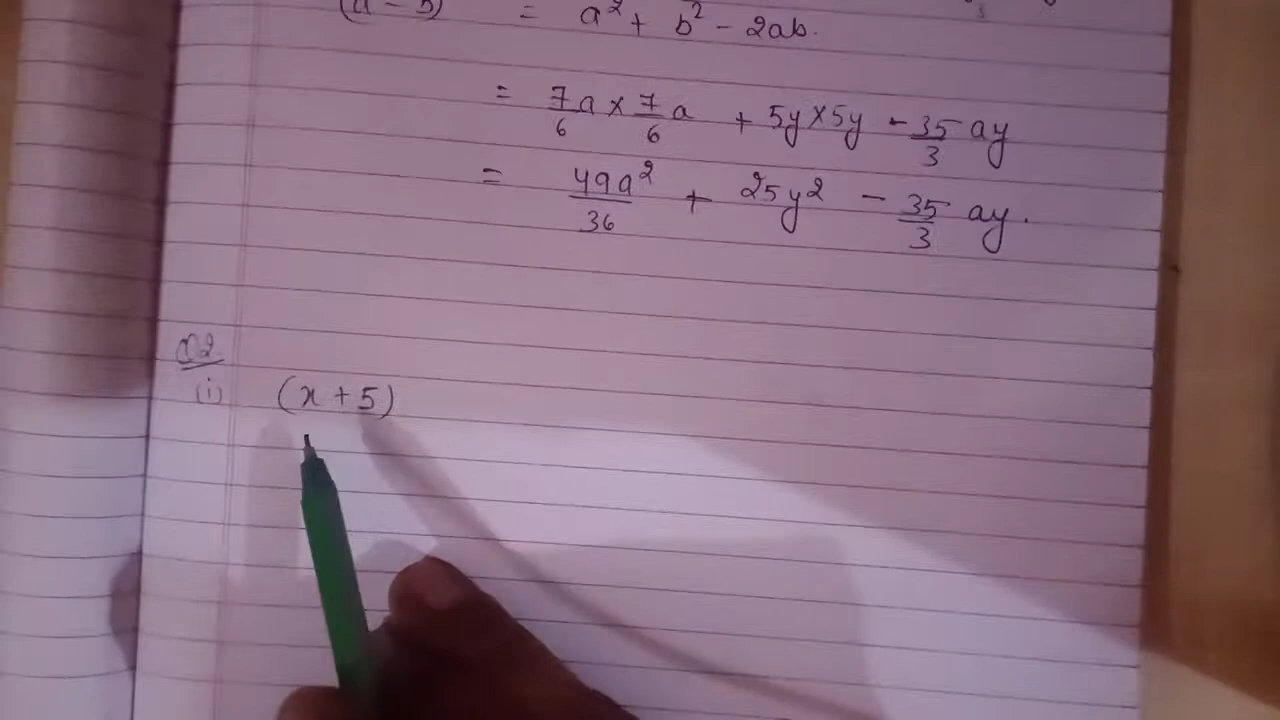 (a - b) = a² + b² - 2ab.
= 7/6 a × 7/6 a + 5y × 5y - 35/3 ay
= 49a²/36 + 25y² - 35/3 ay.
Q2
(i) (x + 5)